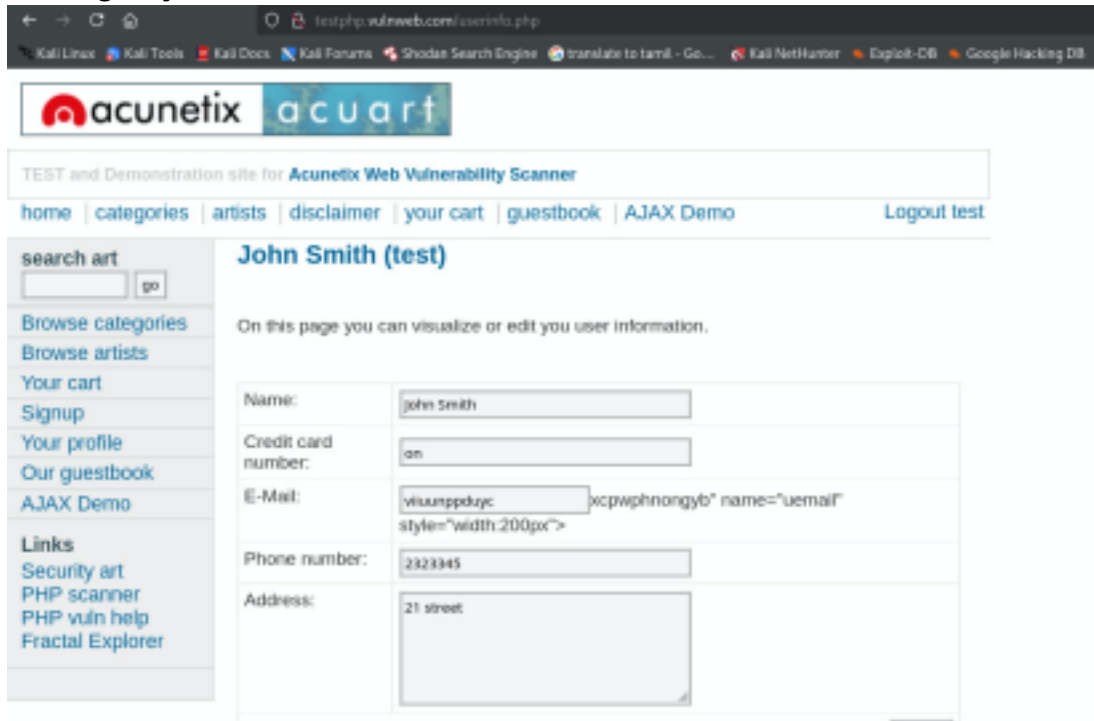 testphp.vulnweb.com/userinfo.php
Kali Linux Kali Tools Kali Docs Kali Forums Shodan Search Engine translate to tamil - Go... Kali NetHunter Exploit-DB Google Hacking DB
acunetix acuart
TEST and Demonstration site for Acunetix Web Vulnerability Scanner
home | categories | artists | disclaimer | your cart | guestbook | AJAX Demo Logout test
search art
go
Browse categories
Browse artists
Your cart
Signup
Your profile
Our guestbook
AJAX Demo
Links
Security art
PHP scanner
PHP vuln help
Fractal Explorer
John Smith (test)
On this page you can visualize or edit you user information.
Name: John Smith
Credit card
number: on
E-Mail: xcpwphnongyb" name="uemail"
style="width:200px">
Phone number: 2323345
Address: 21 street